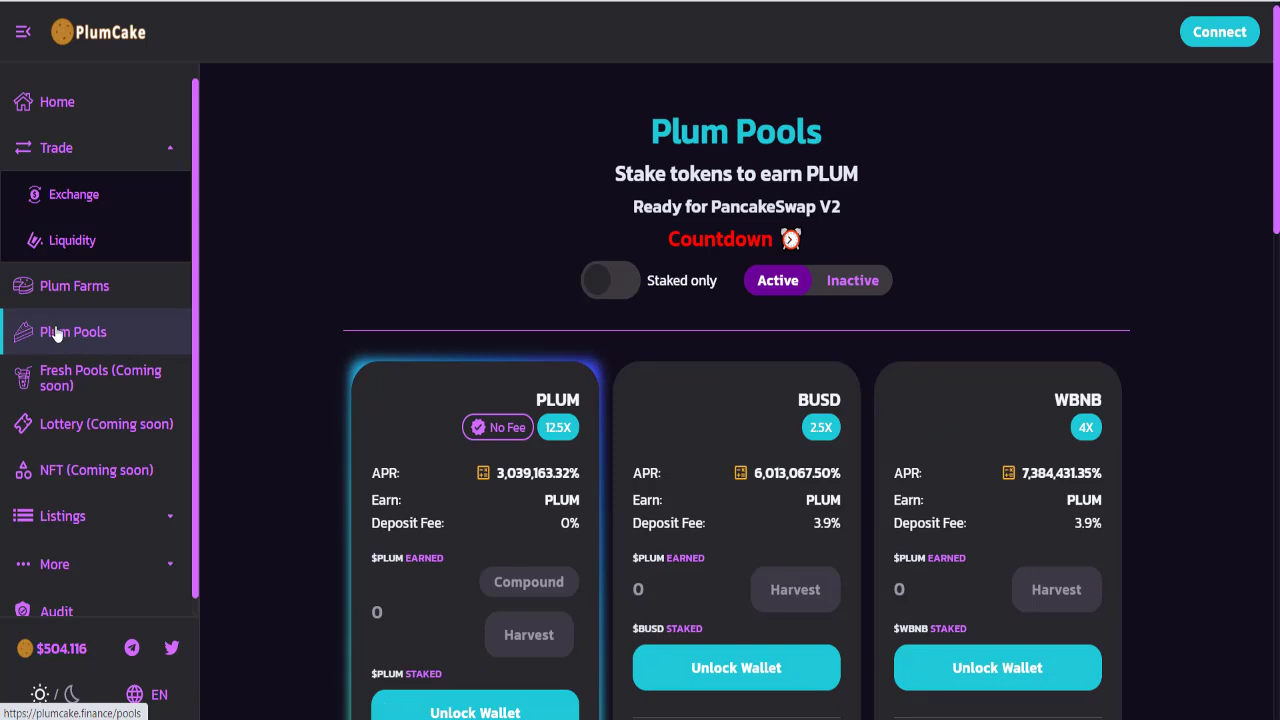 PlumCake
Connect
Home
Trade
Exchange
Liquidity
Plum Farms
Plum Pools
Fresh Pools (Coming
soon)
Lottery (Coming soon)
NFT (Coming soon)
Listings
More
Audit
$504.116
/
EN
https://plumcake.finance/pools
Plum Pools
Stake tokens to earn PLUM
Ready for PancakeSwap V2
Countdown ⏰
Staked only
Active
Inactive
PLUM
No Fee
12.5X
APR:
3,039,163.32%
Earn:
PLUM
Deposit Fee:
0%
$PLUM EARNED
Compound
0
Harvest
$PLUM STAKED
Unlock Wallet
BUSD
2.5X
APR:
6,013,067.50%
Earn:
PLUM
Deposit Fee:
3.9%
$PLUM EARNED
0
Harvest
$BUSD STAKED
Unlock Wallet
WBNB
4X
APR:
7,384,431.35%
Earn:
PLUM
Deposit Fee:
3.9%
$PLUM EARNED
0
Harvest
$WBNB STAKED
Unlock Wallet